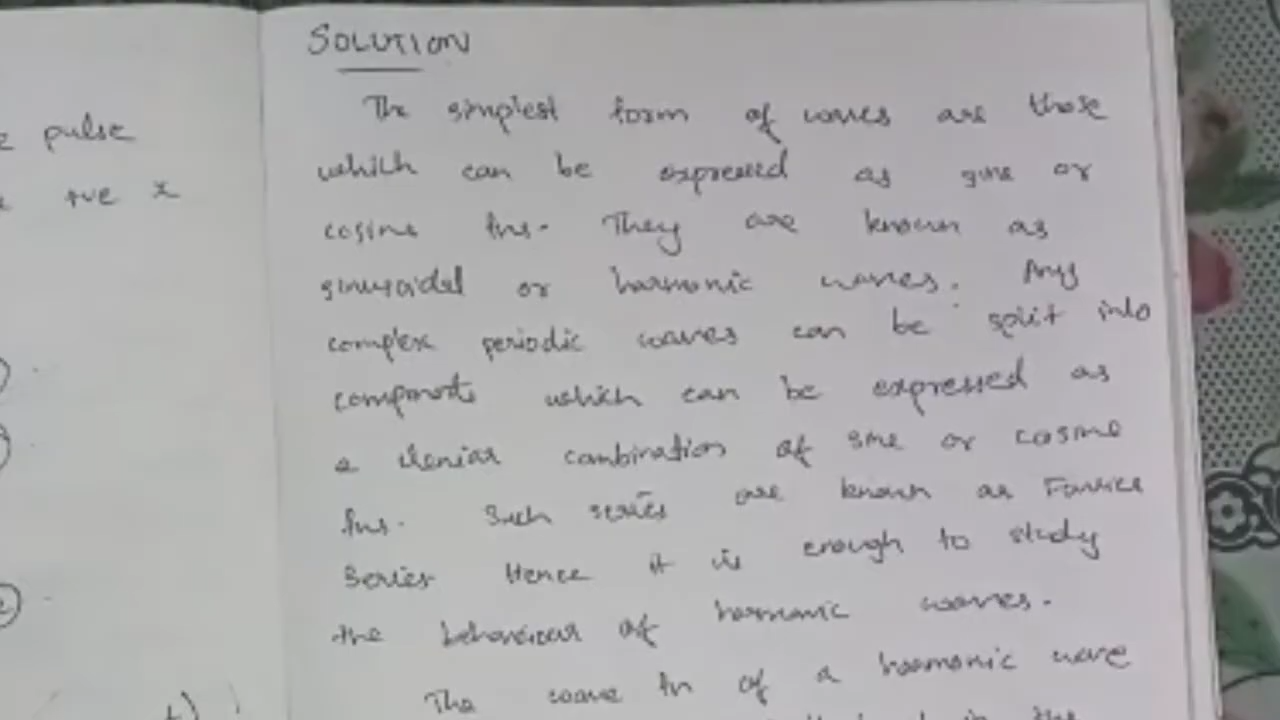 pulse
+ve x
SOLUTION
The simplest form of waves are those
which can be expressed as sine or
cosine fns. They are known as
sinusoidal or harmonic waves. Any
complex periodic waves can be split into
components which can be expressed as
a linear combination of sine or cosine
fns. Such series are known as Fourier
Series Hence it is enough to study
the behaviour of harmonic waves.
The wave fn of a harmonic wave
in the